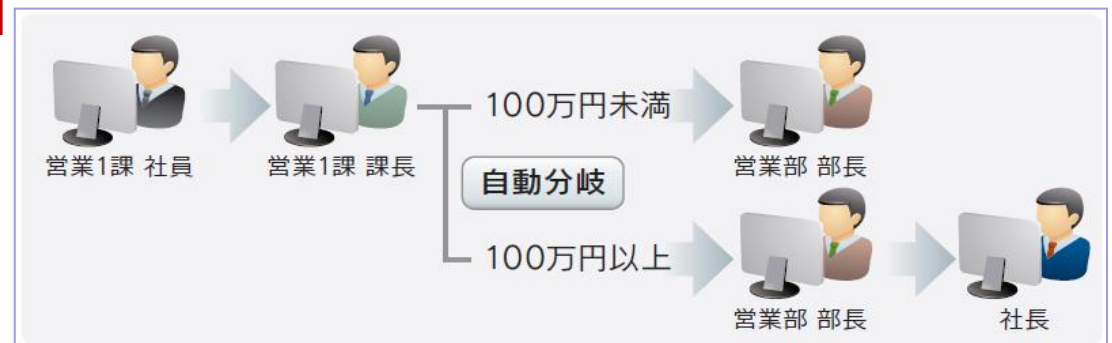 100万円未満
営業1課 社員
営業1課 課長
営業部 部長
自動分岐
100万円以上
営業部 部長
社長